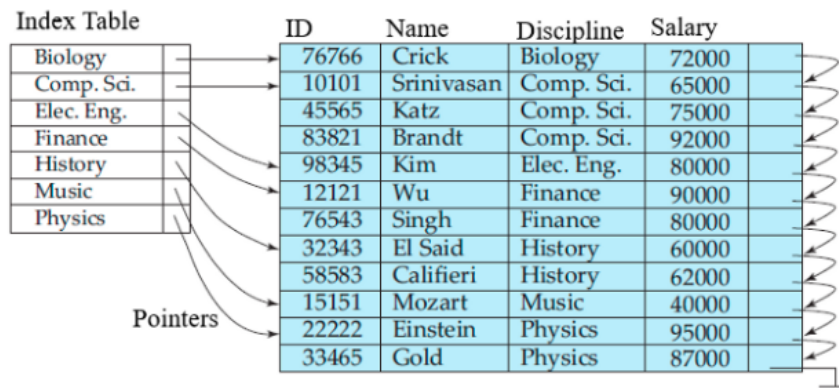 Index Table
ID Name Discipline Salary
Biology
Comp. Sci.
Elec. Eng.
Finance
History
Music
Physics
76766 Crick Biology 72000
10101 Srinivasan Comp. Sci. 65000
45565 Katz Comp. Sci. 75000
83821 Brandt Comp. Sci. 92000
98345 Kim Elec. Eng. 80000
12121 Wu Finance 90000
76543 Singh Finance 80000
32343 El Said History 60000
58583 Califieri History 62000
15151 Mozart Music 40000
22222 Einstein Physics 95000
33465 Gold Physics 87000
Pointers